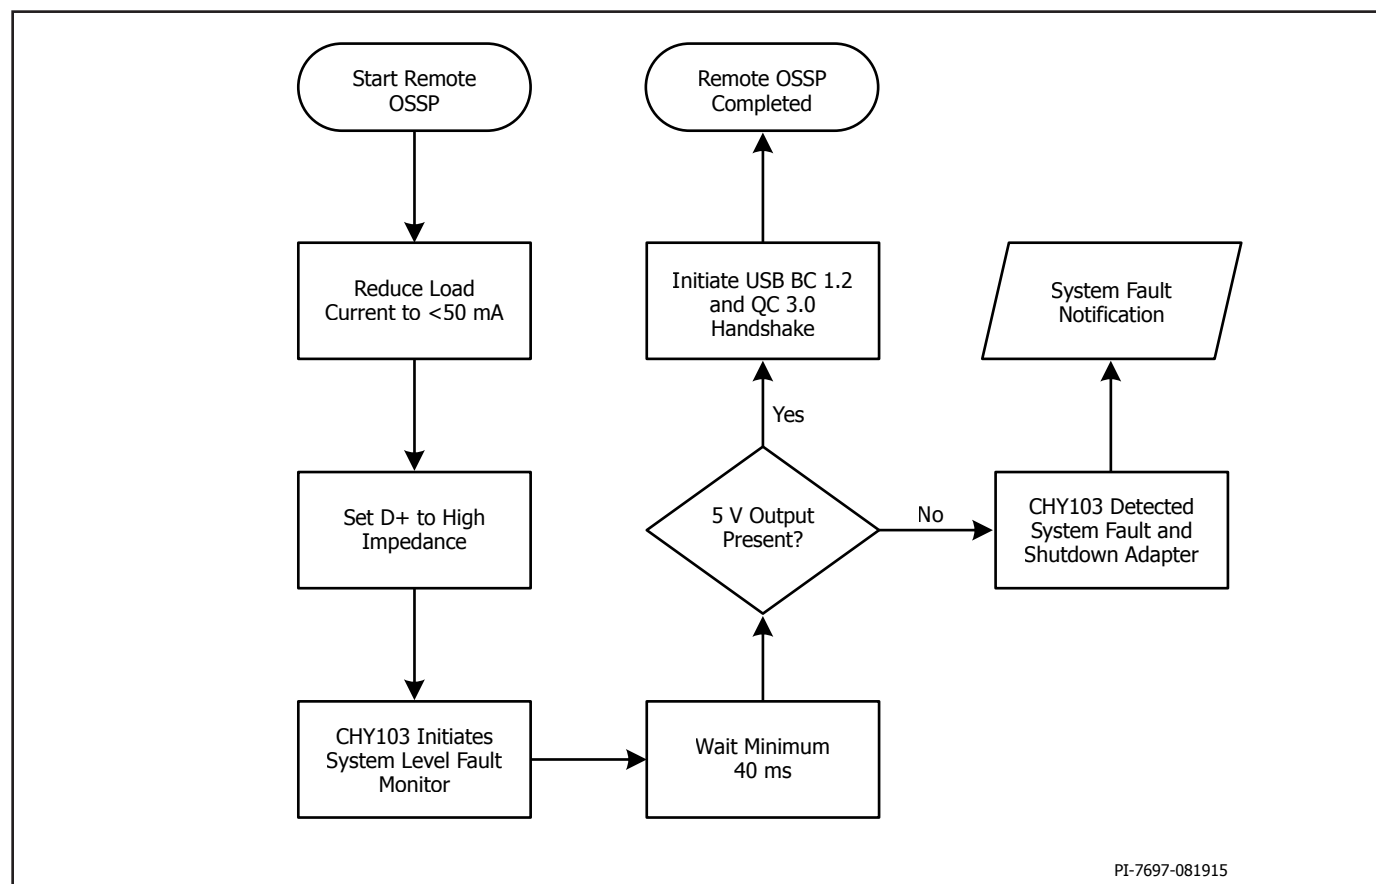 Start Remote
OSSP
Reduce Load
Current to <50 mA
Set D+ to High
Impedance
CHY103 Initiates
System Level Fault
Monitor
Wait Minimum
40 ms
5 V Output
Present?
Yes
No
Initiate USB BC 1.2
and QC 3.0
Handshake
Remote OSSP
Completed
CHY103 Detected
System Fault and
Shutdown Adapter
System Fault
Notification
PI-7697-081915